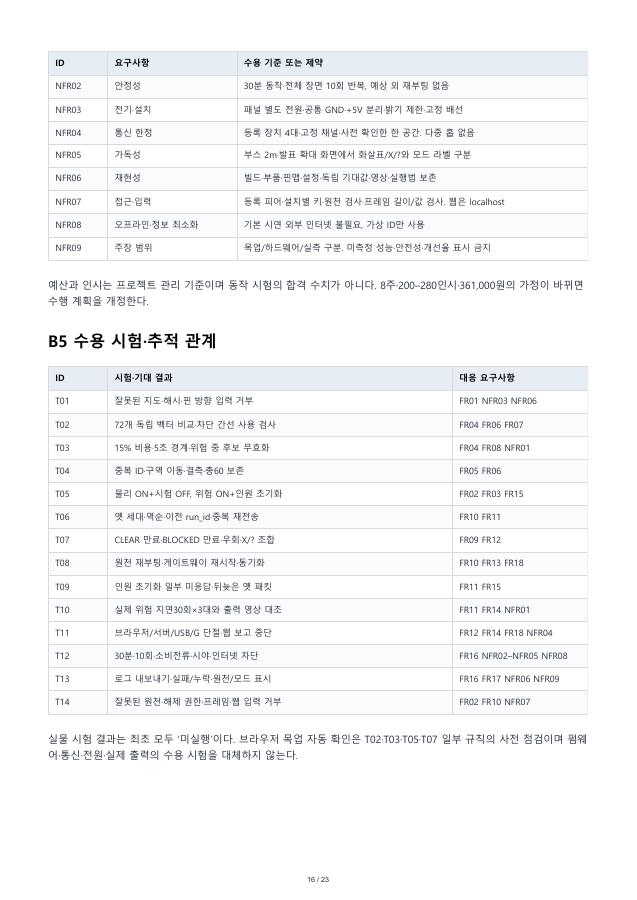 ID 요구사항 수용 기준 또는 제약
NFR02 안정성 30분 동작·전체 장면 10회 반복, 예상 외 재부팅 없음
NFR03 전기·설치 패널 별도 전원·공통 GND·+5V 분리·밝기 제한·고정 배선
NFR04 통신 한정 등록 장치 4대·고정 채널·사전 확인한 한 공간. 다중 홉 없음
NFR05 가독성 부스 2m·발표 확대 화면에서 화살표/X/?와 모드 라벨 구분
NFR06 재현성 빌드·부품·핀맵·설정·독립 기대값·영상·실행법 보존
NFR07 접근·입력 등록 피어·설치별 키·원천 검사·프레임 길이/값 검사. 웹은 localhost
NFR08 오프라인·정보 최소화 기본 시연 외부 인터넷 불필요, 가상 ID만 사용
NFR09 주장 범위 목업/하드웨어/실측 구분. 미측정 성능·안전성·개선율 표시 금지
예산과 인시는 프로젝트 관리 기준이며 동작 시험의 합격 수치가 아니다. 8주·200–280인시·361,000원의 가정이 바뀌면
수행 계획을 개정한다.
B5 수용 시험·추적 관계
ID 시험·기대 결과 대응 요구사항
T01 잘못된 지도·해시·핀 방향 입력 거부 FR01 NFR03 NFR06
T02 72개 독립 벡터 비교·차단 간선 사용 검사 FR04 FR06 FR07
T03 15% 비용·5초 경계·위험 중 후보 무효화 FR04 FR08 NFR01
T04 중복 ID·구역 이동·결측·총60 보존 FR05 FR06
T05 물리 ON+시험 OFF, 위험 ON+인원 초기화 FR02 FR03 FR15
T06 옛 세대·역순·이전 run_id·중복 재전송 FR10 FR11
T07 CLEAR 만료·BLOCKED 만료·우회·X/? 조합 FR09 FR12
T08 원천 재부팅·게이트웨이 재시작·동기화 FR10 FR13 FR18
T09 인원 초기화 일부 미응답·뒤늦은 옛 패킷 FR11 FR15
T10 실제 위험 지연30회×3대와 출력 영상 대조 FR11 FR14 NFR01
T11 브라우저/서버/USB/G 단절·웹 보고 중단 FR12 FR14 FR18 NFR04
T12 30분·10회·소비전류·시야·인터넷 차단 FR16 NFR02–NFR05 NFR08
T13 로그 내보내기·실패/누락·원천/모드 표시 FR16 FR17 NFR06 NFR09
T14 잘못된 원천·해제 권한·프레임·웹 입력 거부 FR02 FR10 NFR07
실물 시험 결과는 최초 모두 '미실행'이다. 브라우저 목업 자동 확인은 T02·T03·T05·T07 일부 규칙의 사전 점검이며 펌웨
어·통신·전원·실제 출력의 수용 시험을 대체하지 않는다.
16 / 23